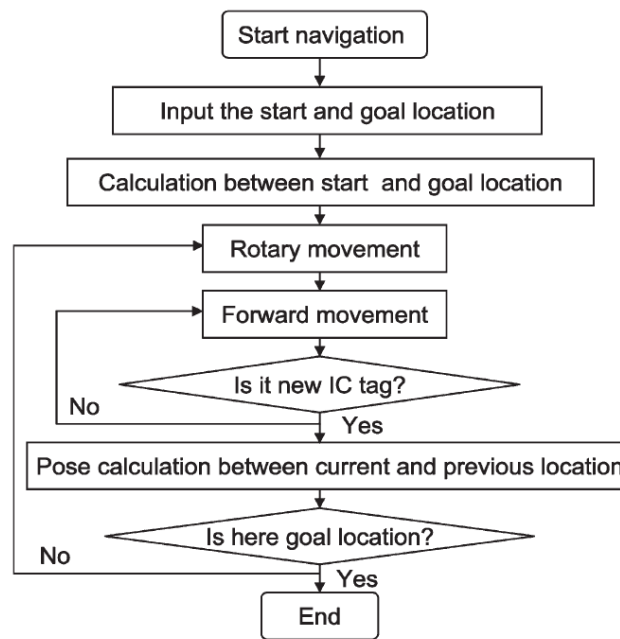 Start navigation
Input the start and goal location
Calculation between start and goal location
Rotary movement
Forward movement
Is it new IC tag?
No
Yes
Pose calculation between current and previous location
Is here goal location?
No
Yes
End